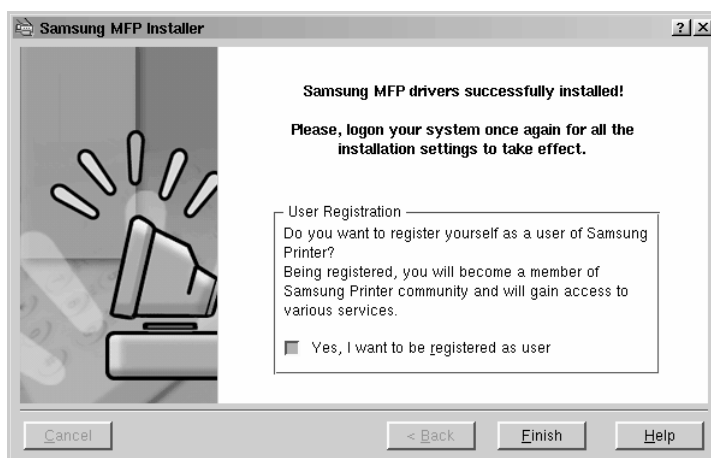 Samsung MFP Installer
Samsung MFP drivers successfully installed!
Please, logon your system once again for all the
installation settings to take effect.
User Registration
Do you want to register yourself as a user of Samsung
Printer?
Being registered, you will become a member of
Samsung Printer community and will gain access to
various services.
Yes, I want to be registered as user
Cancel
< Back
Finish
Help